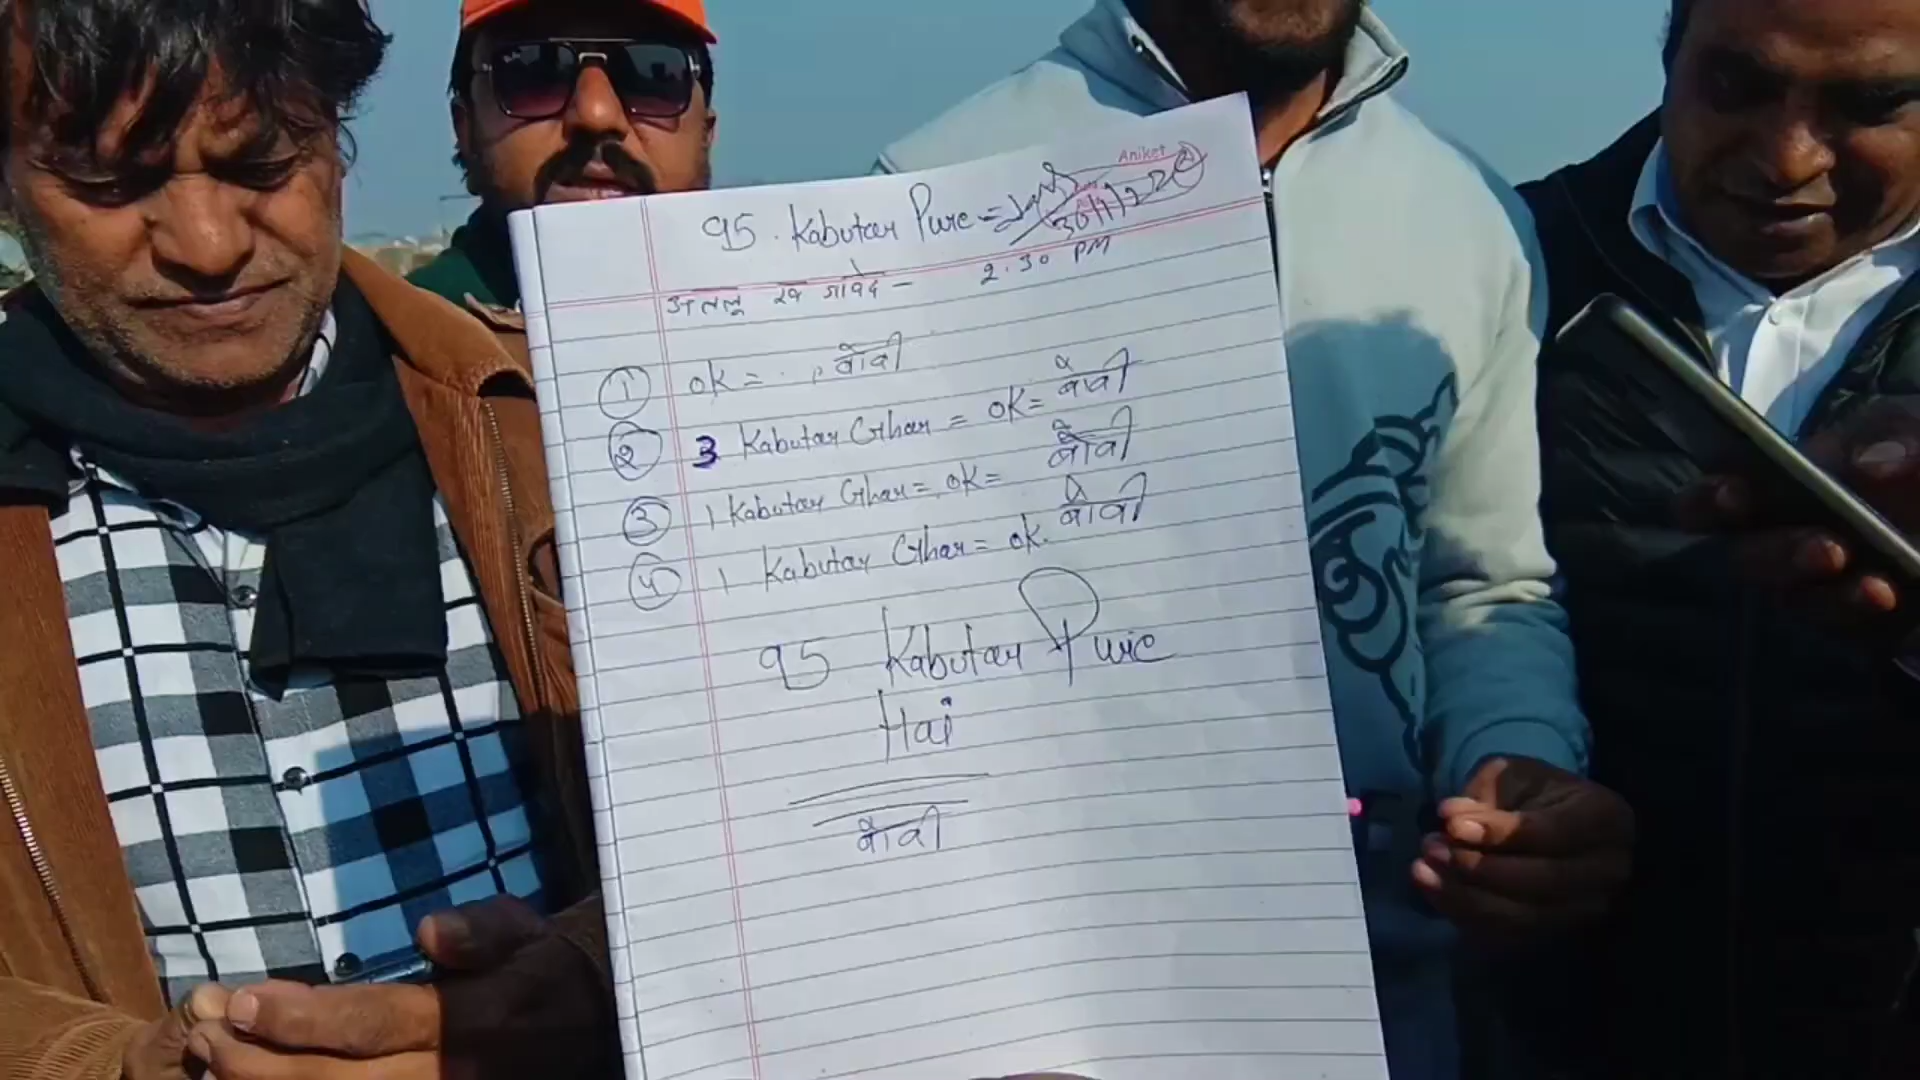 Aniket
95. Kabutar Pure =
2.30 PM
① OK = बोवी
② 3 Kabutar Ghar = OK = बोवी
③ 1 Kabutar Ghar = OK = बोवी
④ 1 Kabutar Ghar = OK. बोवी
95 Kabutar Pure
Hai
बोवी